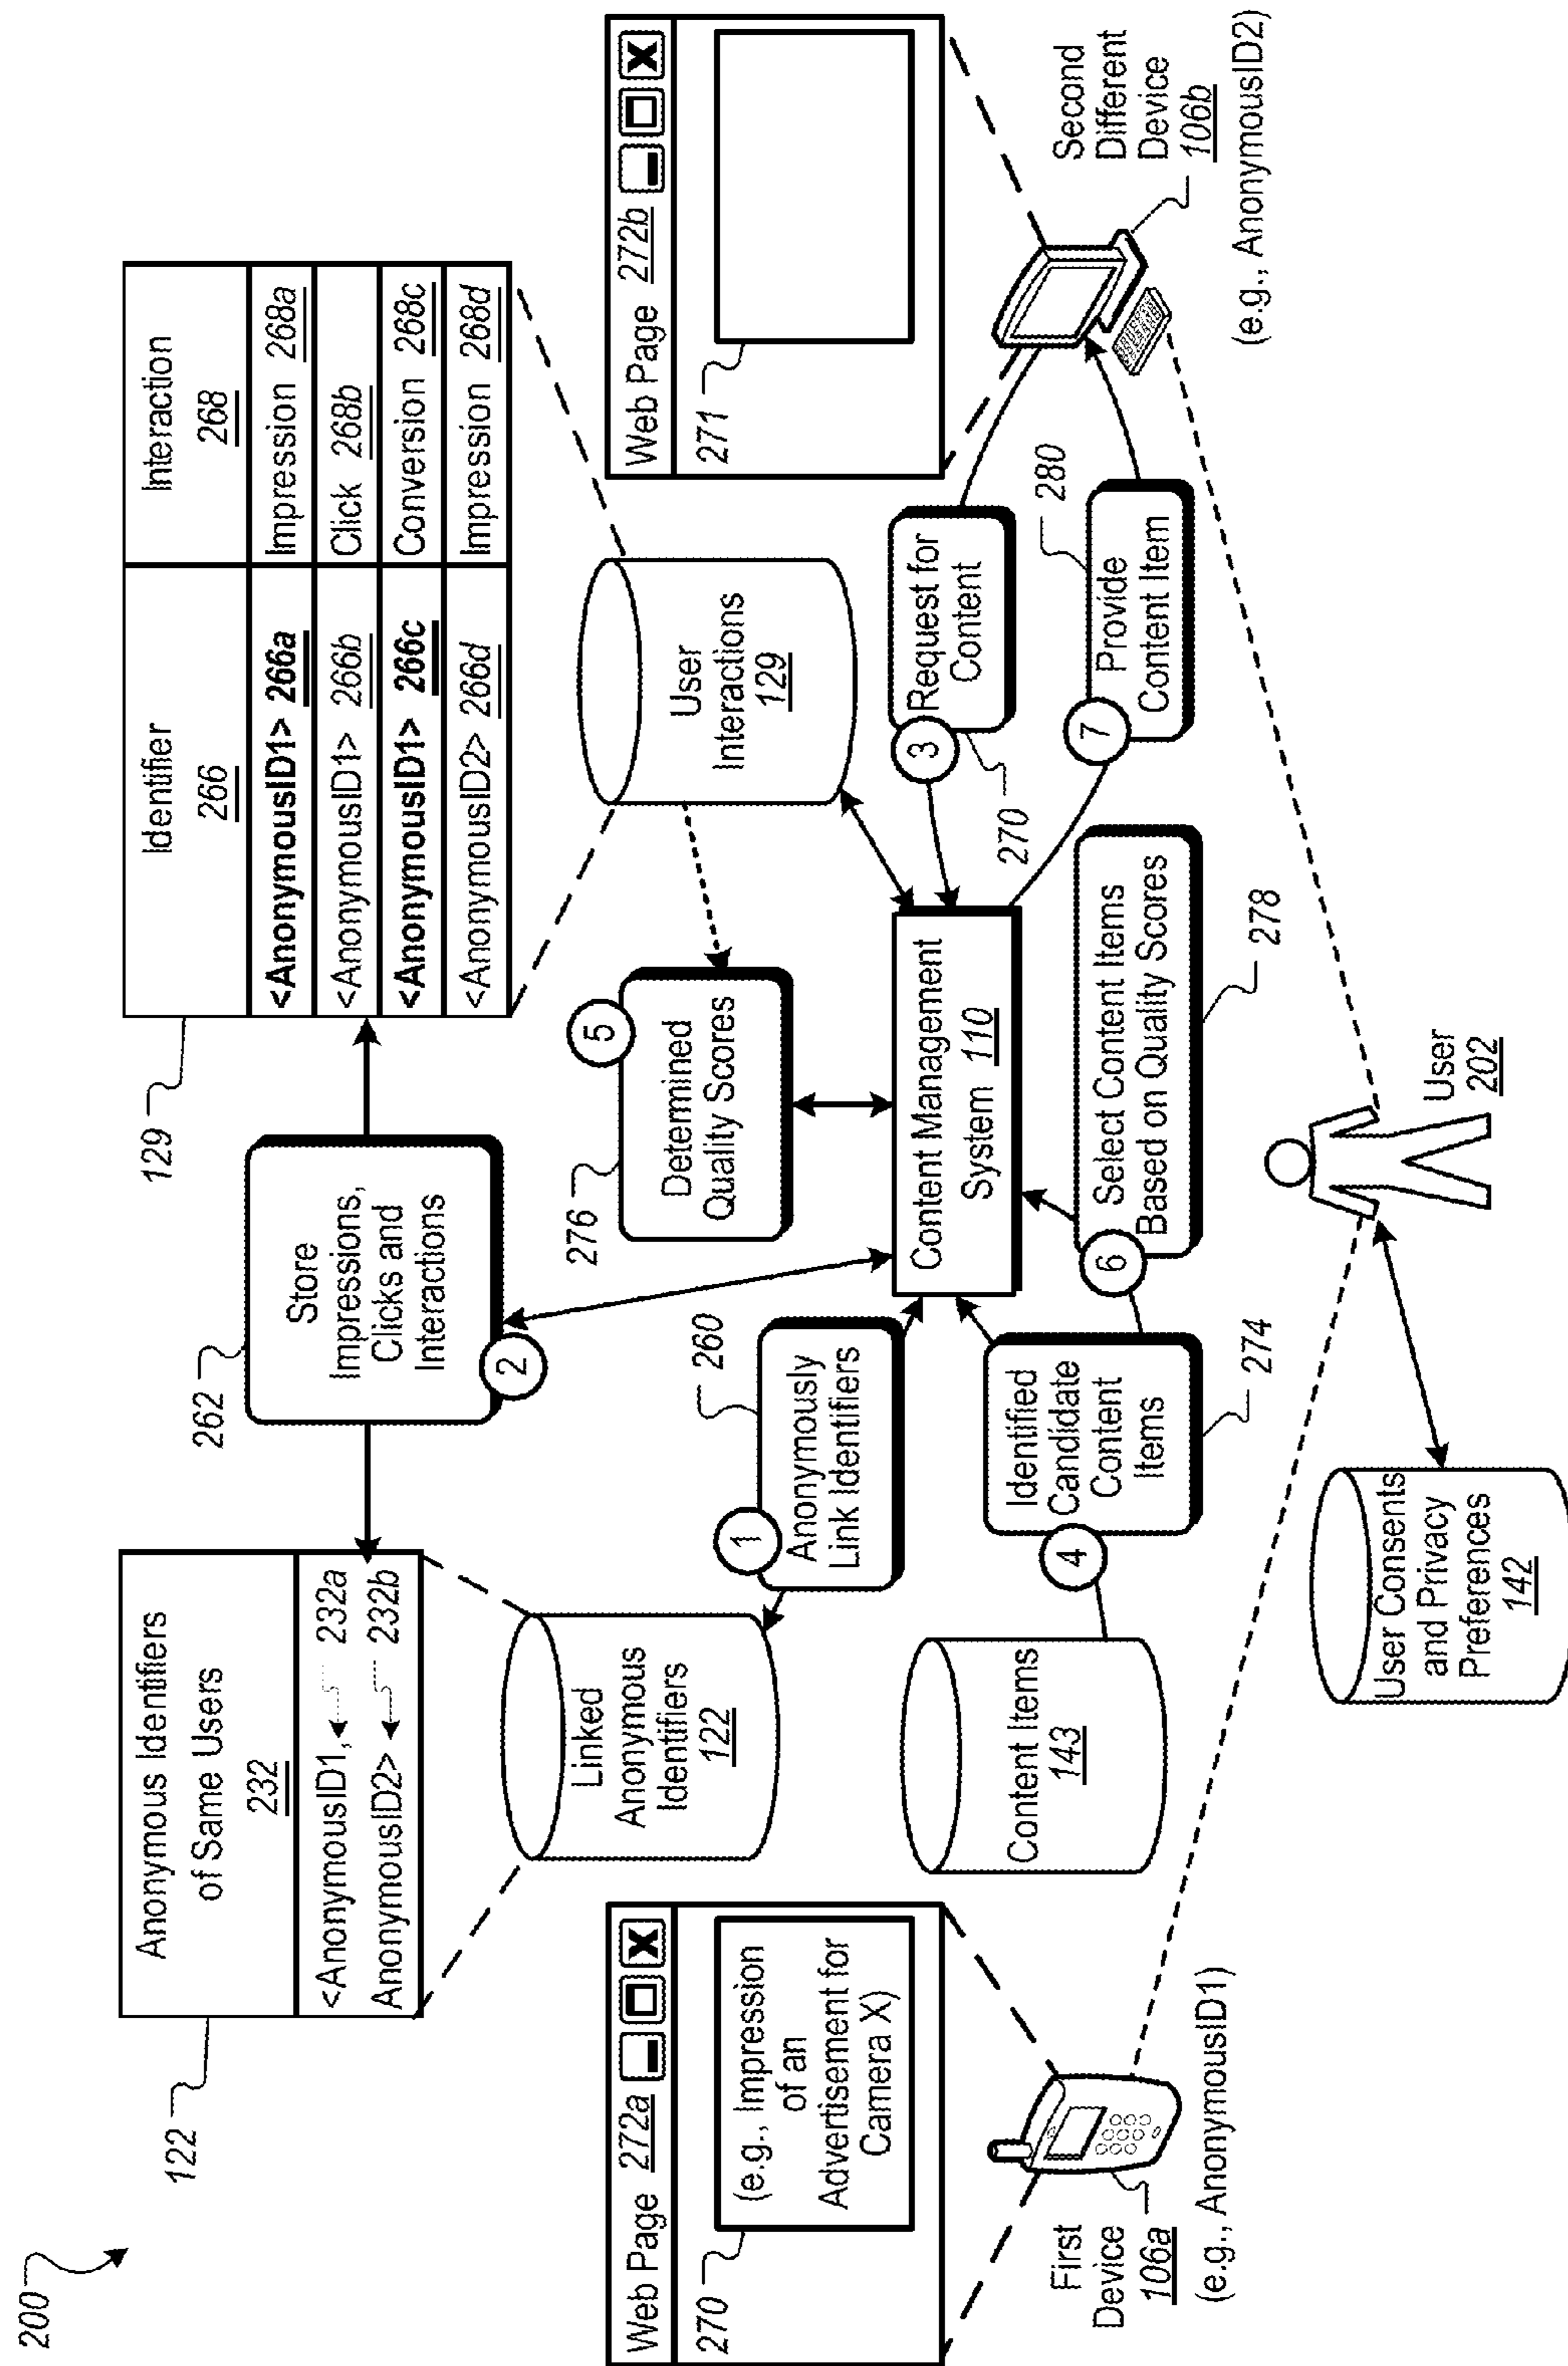 200
122
Anonymous Identifiers
of Same Users
232
<AnonymousID1, 232a
AnonymousID2> 232b
262
Store
Impressions,
Clicks and
Interactions
2
129
Identifier
266
Interaction
268
<AnonymousID1> 266a
Impression 268a
<AnonymousID1> 266b
Click 268b
<AnonymousID1> 266c
Conversion 268c
<AnonymousID2> 266d
Impression 268d
Linked
Anonymous
Identifiers
122
1
Anonymously
Link Identifiers
260
276
5
Determined
Quality Scores
User
Interactions
129
Web Page 272a
270
(e.g., Impression
of an
Advertisement for
Camera X)
Web Page 272b
271
Content Items
143
4
Identified
Candidate
Content
Items
274
Content Management
System 110
6
Select Content Items
Based on Quality Scores
278
3
Request for
Content
270
7
Provide
Content Item
280
First
Device
106a
(e.g., AnonymousID1)
Second
Different
Device
106b
(e.g., AnonymousID2)
User Consents
and Privacy
Preferences
142
User
202